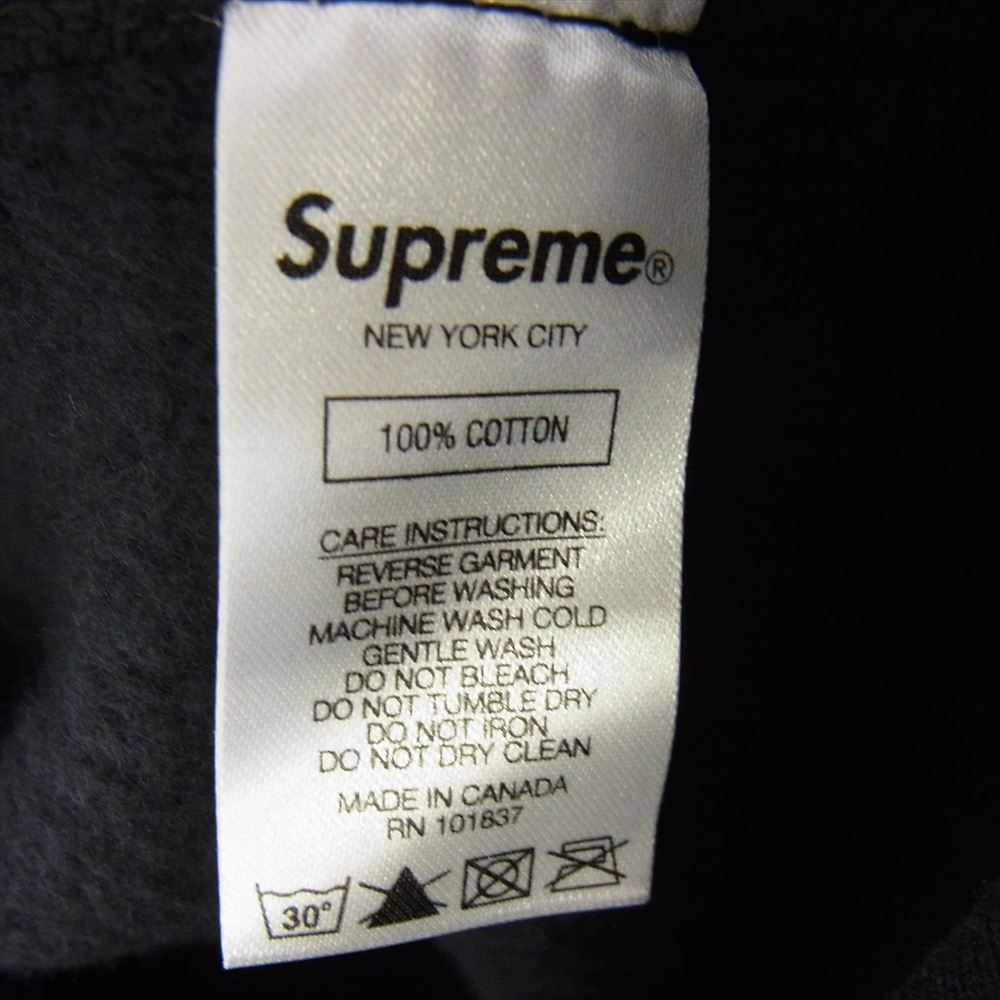 Supreme®
NEW YORK CITY
100% COTTON
CARE INSTRUCTIONS:
REVERSE GARMENT
BEFORE WASHING
MACHINE WASH COLD
GENTLE WASH
DO NOT BLEACH
DO NOT TUMBLE DRY
DO NOT IRON
DO NOT DRY CLEAN
MADE IN CANADA
RN 101837
30°